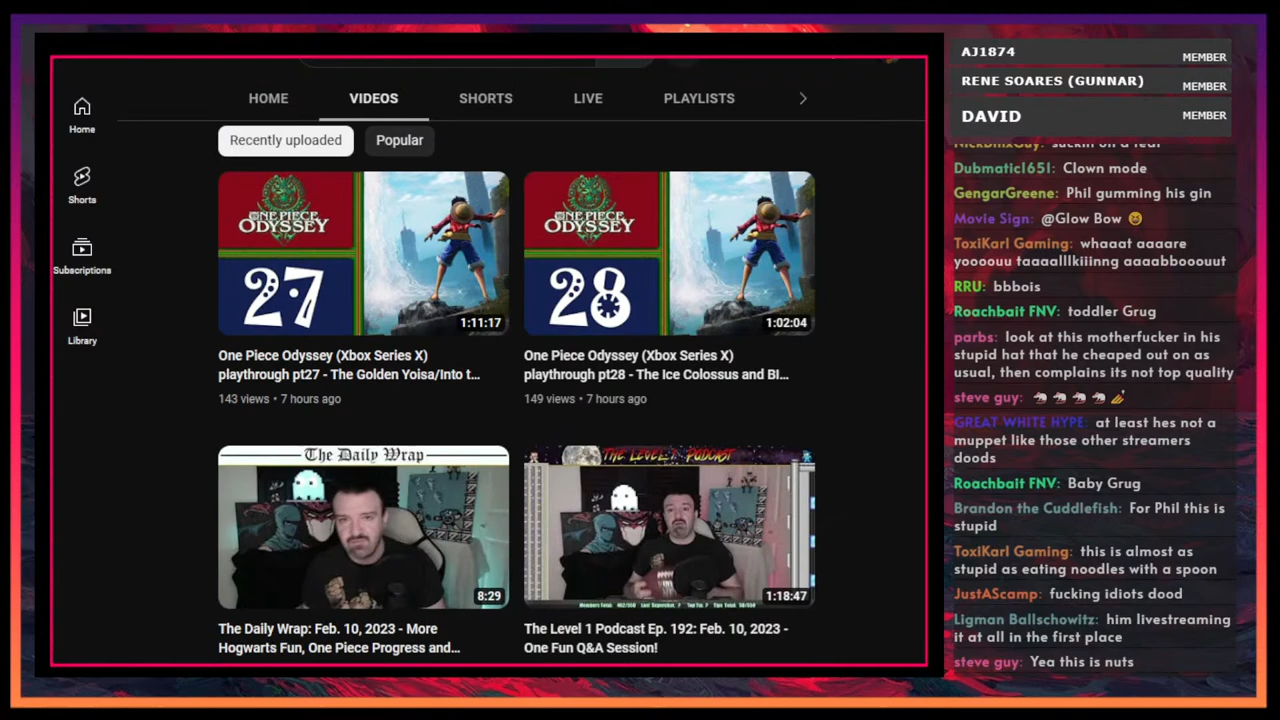 HOME
VIDEOS
SHORTS
LIVE
PLAYLISTS
Home
Shorts
Subscriptions
Library
Recently uploaded
Popular
ONE PIECE
ODYSSEY
27
1:11:17
One Piece Odyssey (Xbox Series X)
playthrough pt27 - The Golden Yoisa/Into t...
143 views • 7 hours ago
ONE PIECE
ODYSSEY
28
1:02:04
One Piece Odyssey (Xbox Series X)
playthrough pt28 - The Ice Colossus and BI...
149 views • 7 hours ago
The Daily Wrap
8:29
The Daily Wrap: Feb. 10, 2023 - More
Hogwarts Fun, One Piece Progress and...
THE LEVEL 1 PODCAST
1:18:47
The Level 1 Podcast Ep. 192: Feb. 10, 2023 -
One Fun Q&A Session!
AJ1874 MEMBER
RENE SOARES (GUNNAR) MEMBER
DAVID MEMBER
Dubmatic1651: Clown mode
GengarGreene: Phil gumming his gin
Movie Sign: @Glow Bow
ToxiKarl Gaming: whaaat aaaare
yoooouu taaaalllkiiinng aaaabbooouut
RRU: bbbois
Roachbait FNV: toddler Grug
parbs: look at this motherfucker in his
stupid hat that he cheaped out on as
usual, then complains its not top quality
steve guy:
GREAT WHITE HYPE: at least hes not a
muppet like those other streamers
doods
Roachbait FNV: Baby Grug
Brandon the Cuddlefish: For Phil this is
stupid
ToxiKarl Gaming: this is almost as
stupid as eating noodles with a spoon
JustAScamp: fucking idiots dood
Ligman Ballschowitz: him livestreaming
it at all in the first place
steve guy: Yea this is nuts